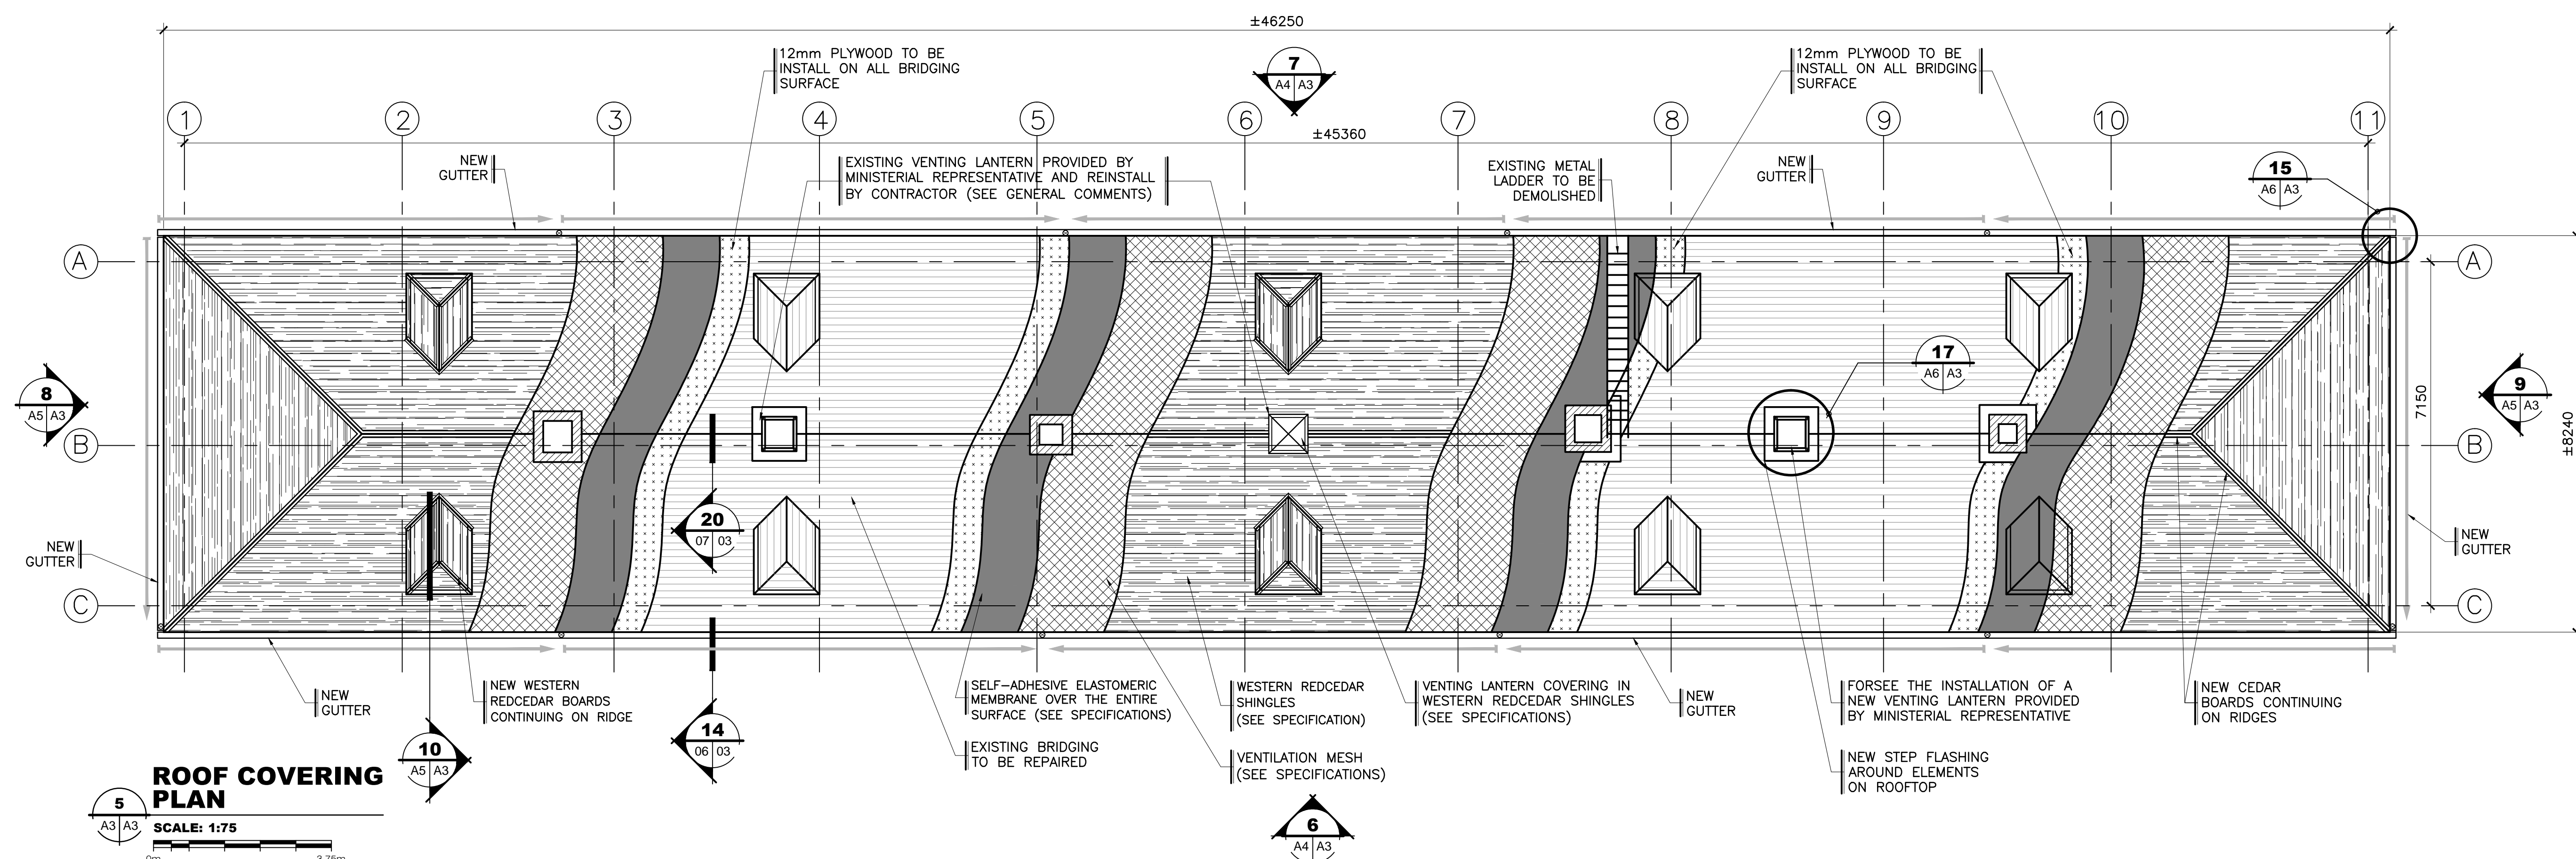 ±46250
12mm PLYWOOD TO BE
INSTALL ON ALL BRIDGING
SURFACE
7
A4 A3
12mm PLYWOOD TO BE
INSTALL ON ALL BRIDGING
SURFACE
1
2
3
4
5
6
7
8
9
10
11
±45360
NEW
GUTTER
EXISTING VENTING LANTERN PROVIDED BY
MINISTERIAL REPRESENTATIVE AND REINSTALL
BY CONTRACTOR (SEE GENERAL COMMENTS)
EXISTING METAL
LADDER TO BE
DEMOLISHED
NEW
GUTTER
15
A6 A3
A
A
17
A6 A3
8
A5 A3
9
A5 A3
7150
±8240
B
B
20
07 03
NEW
GUTTER
NEW
GUTTER
C
C
NEW
GUTTER
NEW WESTERN
REDCEDAR BOARDS
CONTINUING ON RIDGE
SELF-ADHESIVE ELASTOMERIC
MEMBRANE OVER THE ENTIRE
SURFACE (SEE SPECIFICATIONS)
WESTERN REDCEDAR
SHINGLES
(SEE SPECIFICATION)
VENTING LANTERN COVERING IN
WESTERN REDCEDAR SHINGLES
(SEE SPECIFICATIONS)
NEW
GUTTER
FORSEE THE INSTALLATION OF A
NEW VENTING LANTERN PROVIDED
BY MINISTERIAL REPRESENTATIVE
NEW CEDAR
BOARDS CONTINUING
ON RIDGES
10
A5 A3
14
06 03
EXISTING BRIDGING
TO BE REPAIRED
VENTILATION MESH
(SEE SPECIFICATIONS)
NEW STEP FLASHING
AROUND ELEMENTS
ON ROOFTOP
5
A3 A3
ROOF COVERING
PLAN
SCALE: 1:75
0m 3.75m
6
A4 A3